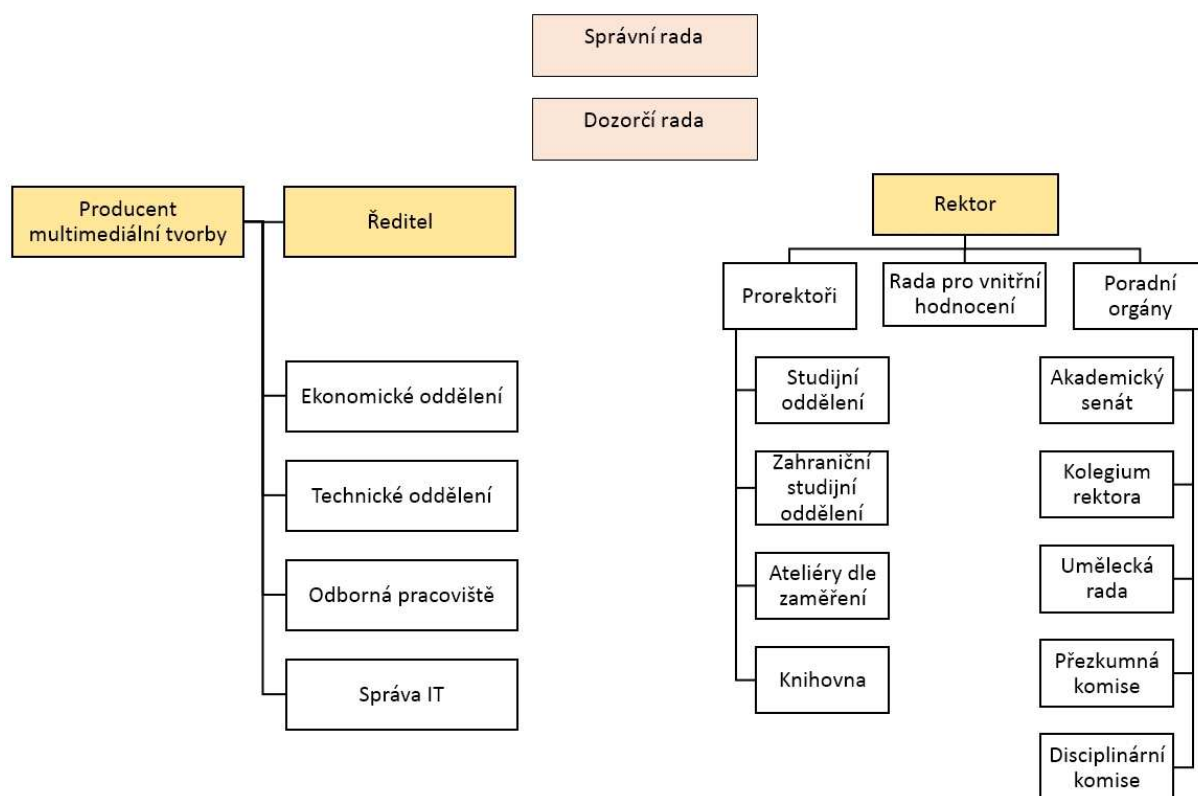 Správní rada
Dozorčí rada
Producent
multimediální tvorby
Ředitel
Ekonomické oddělení
Technické oddělení
Odborná pracoviště
Správa IT
Rektor
Prorektoři
Rada pro vnitřní
hodnocení
Poradní
orgány
Studijní
oddělení
Zahraniční
studijní
oddělení
Ateliéry dle
zaměření
Knihovna
Akademický
senát
Kolegium
rektora
Umělecká
rada
Přezkumná
komise
Disciplinární
komise